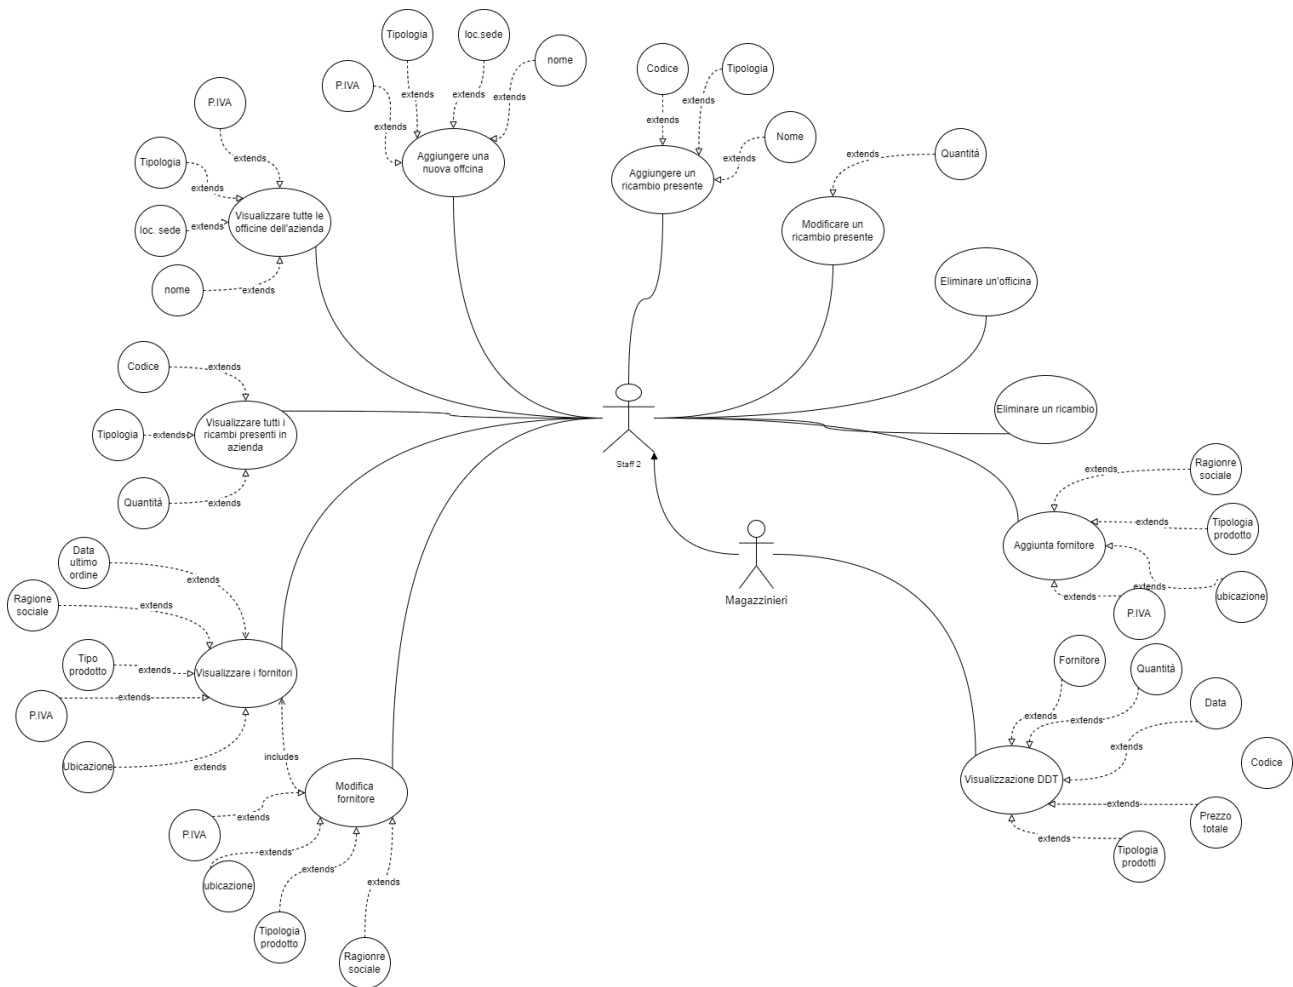 Tipologia
loc.sede
nome
P.IVA
extends
extends
extends
extends
Aggiungere una
nuova offcina
Codice
Tipologia
Nome
extends
extends
extends
Aggiungere un
ricambio presente
Quantità
extends
Modificare un
ricambio presente
P.IVA
Tipologia
loc. sede
nome
extends
extends
extends
extends
Visualizzare tutte le
officine dell'azienda
Eliminare un'officina
Eliminare un ricambio
Codice
Tipologia
Quantità
extends
extends
extends
Visualizzare tutti i
ricambi presenti in
azienda
Staff 2
Magazzinieri
Ragionre
sociale
Tipologia
prodotto
ubicazione
P.IVA
extends
extends
extends
extends
Aggiunta fornitore
Data
ultimo
ordine
Ragione
sociale
Tipo
prodotto
P.IVA
Ubicazione
extends
extends
extends
extends
extends
Visualizzare i fornitori
includes
Modifica
fornitore
P.IVA
ubicazione
Tipologia
prodotto
Ragionre
sociale
extends
extends
extends
extends
Fornitore
Quantità
Data
Codice
Prezzo
totale
Tipologia
prodotti
extends
extends
extends
extends
extends
Visualizzazione DDT